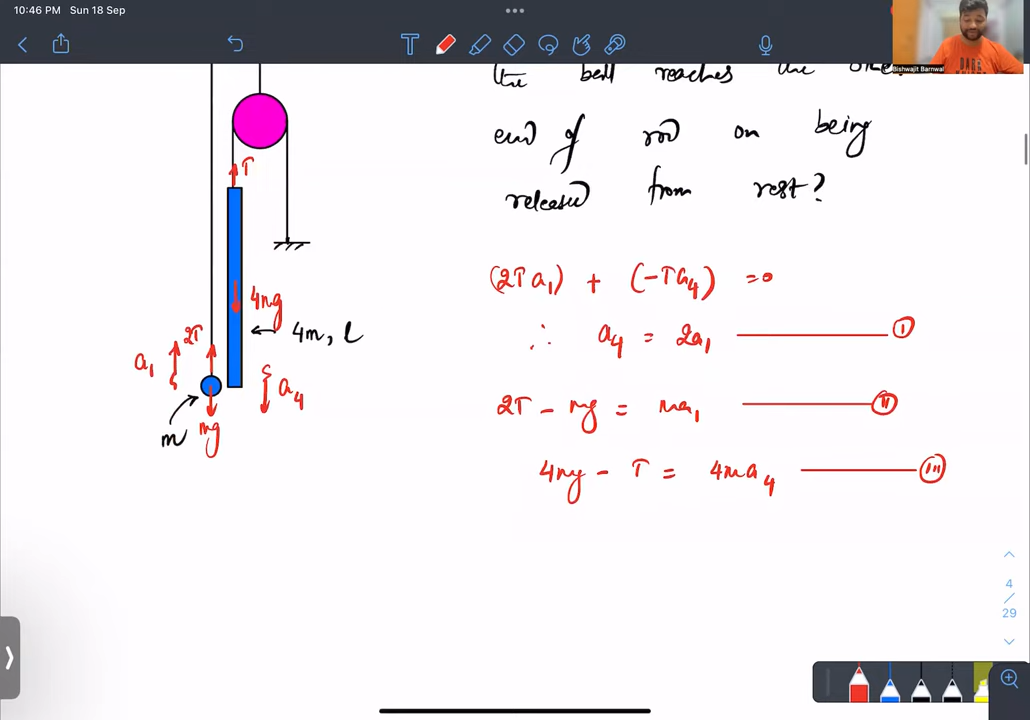 10:46 PM Sun 18 Sep
Bishwajit Barnwal
the ball reaches the other
end of rod on being
released from rest?
T
4mg
4m, L
2T
a₁
a₄
m
mg
(2Ta₁) + (-Ta₄) =0
∴ a₄ = 2a₁ I
2T - mg = ma₁ II
4mg - T = 4ma₄ III
4
/
29